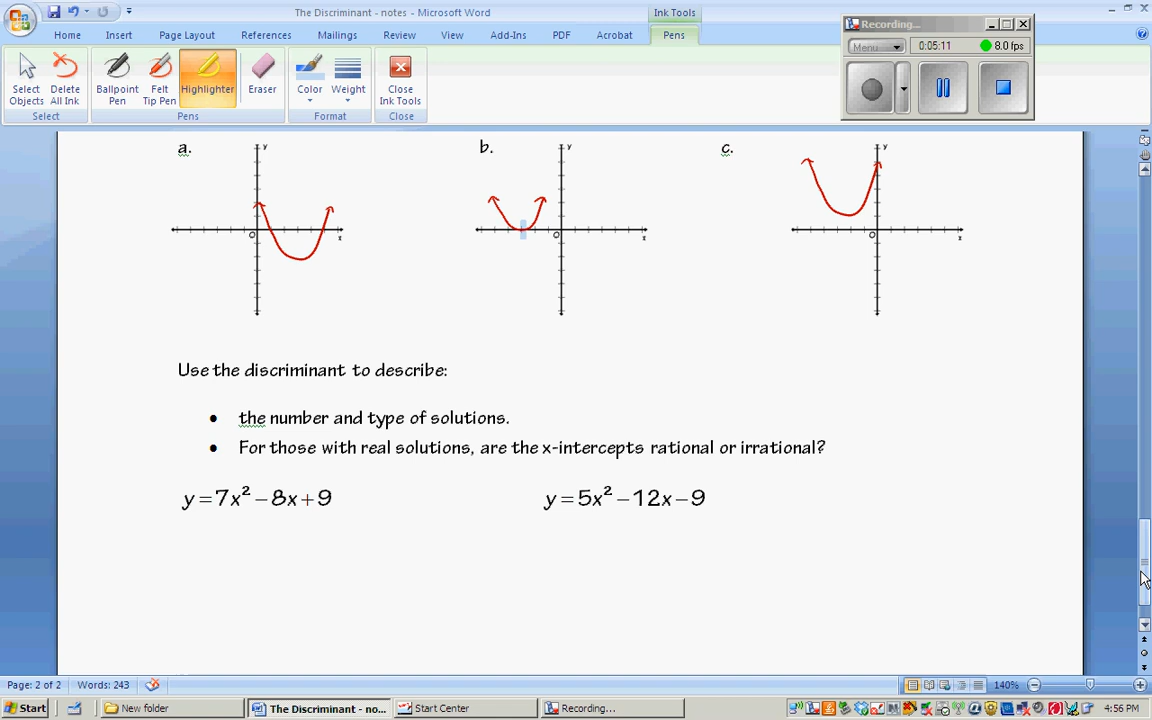 The Discriminant - notes - Microsoft Word
Ink Tools
Home Insert Page Layout References Mailings Review View Add-Ins PDF Acrobat Pens
Recording...
Menu 0:05:11 8.0 fps
Select Objects Delete All Ink Ballpoint Pen Felt Tip Pen Highlighter Eraser Color Weight Close Ink Tools
Select Pens Format Close
a. y b. y c. y
O x O x O x
Use the discriminant to describe:
• the number and type of solutions.
• For those with real solutions, are the x-intercepts rational or irrational?
y = 7x² − 8x + 9 y = 5x² − 12x − 9
Page: 2 of 2 Words: 243 140%
Start New folder The Discriminant - no... Start Center Recording... 4:56 PM